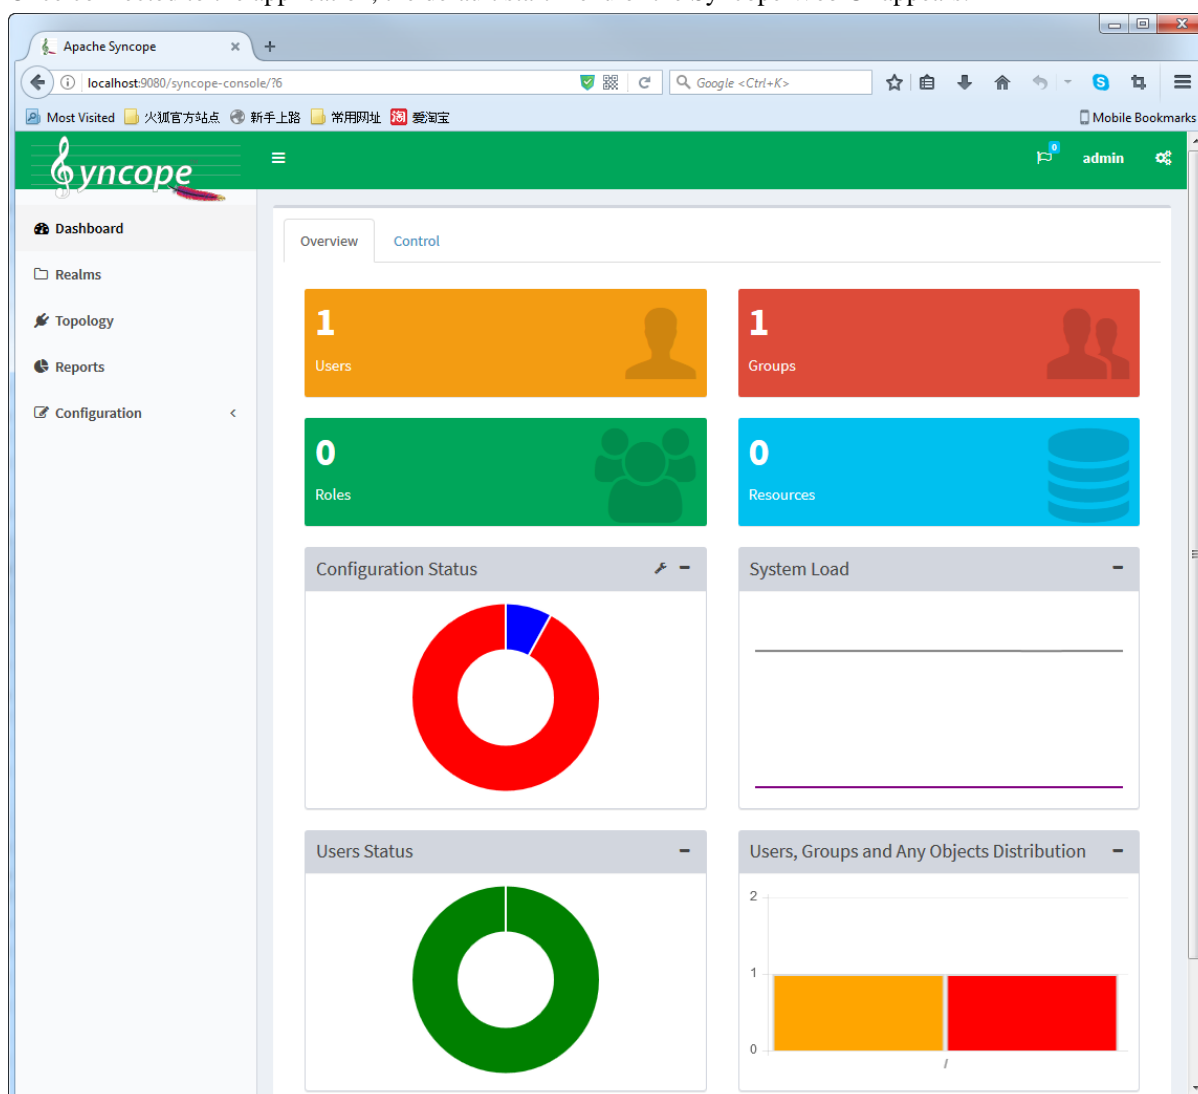 Apache Syncope
localhost:9080/syncope-console/?6
Google <Ctrl+K>
Most Visited 火狐官方站点 新手上路 常用网址 爱淘宝 Mobile Bookmarks
yncope
0
admin
Dashboard
Realms
Topology
Reports
Configuration
Overview Control
1
Users
1
Groups
0
Roles
0
Resources
Configuration Status
System Load
Users Status
Users, Groups and Any Objects Distribution
2
1
0
/